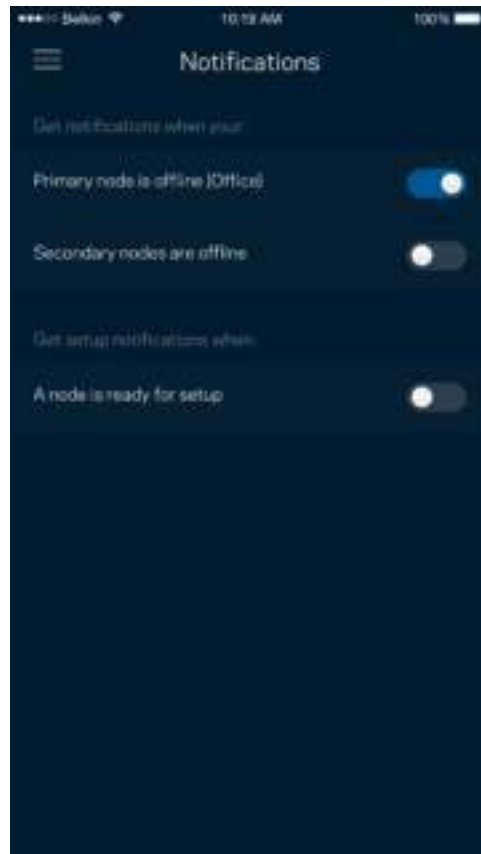 Belkin 10:19 AM 100%
Notifications
Get notifications when your:
Primary node is offline (Office)
Secondary nodes are offline
Get setup notifications when:
A node is ready for setup